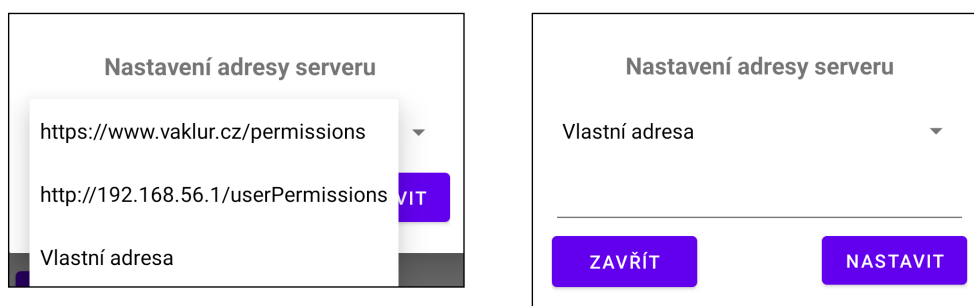 Nastavení adresy serveru
https://www.vaklur.cz/permissions
http://192.168.56.1/userPermissions
VIT
Vlastní adresa
Nastavení adresy serveru
Vlastní adresa
ZAVŘÍT
NASTAVIT